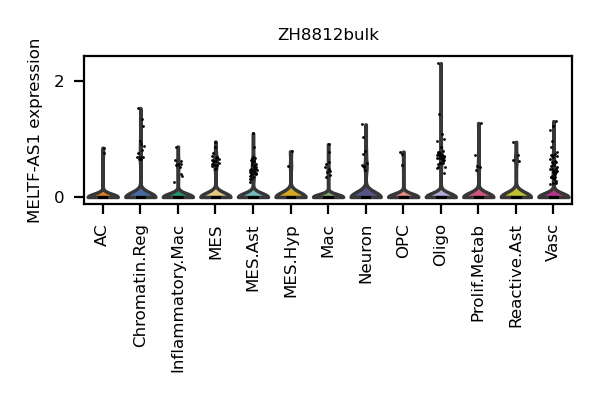 ZH8812bulk
MELTF-AS1 expression
2
0
AC
Chromatin.Reg
Inflammatory.Mac
MES
MES.Ast
MES.Hyp
Mac
Neuron
OPC
Oligo
Prolif.Metab
Reactive.Ast
Vasc